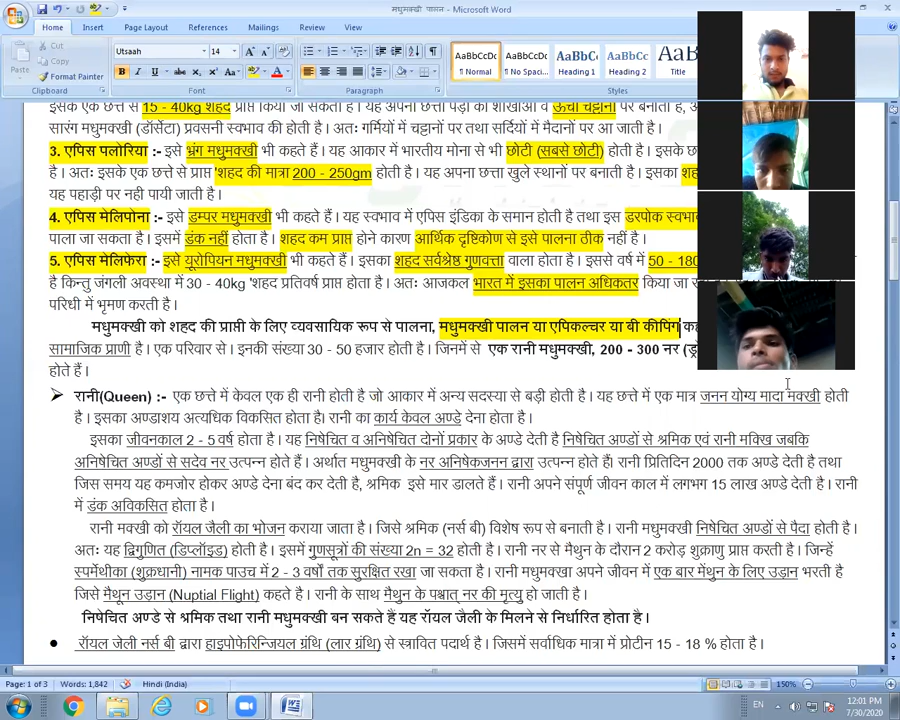 मधुमक्खी पालन - Microsoft Word
Home Insert Page Layout References Mailings Review View
Cut
Copy
Format Painter
Paste
Clipboard
Utsaah 14
Font
Paragraph
AaBbCcDc AaBbCcDc AaBbC AaBbCc AaB
¶ Normal ¶ No Spaci... Heading 1 Heading 2 Title
Styles
इसके एक छत्ते से 15 - 40kg शहद प्राप्त किया जा सकता है। यह अपना छत्ता पेड़ों की शाखाओं व ऊँची चट्टानों पर बनाती है,
सारंग मधुमक्खी (डॉर्सेटा) प्रवसनी स्वभाव की होती है। अतः गर्मियों में चट्टानों पर तथा सर्दियों में मैदानों पर आ जाती है।
3. एपिस फ्लोरिया :- इसे भ्रंग मधुमक्खी भी कहते हैं। यह आकार में भारतीय मोना से भी छोटी (सबसे छोटी) होती है। इसके
है। अतः इसके एक छत्ते से प्राप्त 'शहद की मात्रा 200 - 250gm है। यह अपना छत्ता खुले स्थानों पर बनाती है। इसका
यह पहाड़ी पर नही पायी जाती है।
4. एपिस मेलिपोना :- इसे डम्पर मधुमक्खी भी कहते हैं। यह स्वभाव में एपिस इंडिका के समान होती है तथा इस डरपोक
पाला जा सकता है। इसमें डंक नहीं होता है। शहद कम प्राप्त होने कारण आर्थिक दृष्टिकोण से इसे पालना ठीक नहीं है।
5. एपिस मेलिफेरा :- इसे यूरोपियन मधुमक्खी भी कहते हैं। इसका शहद सर्वश्रेष्ठ गुणवत्ता वाला होता है। इससे वर्ष में 50 - 180
है किन्तु जंगली अवस्था में 30 - 40kg 'शहद प्रतिवर्ष प्राप्त होता है। अतः आजकल भारत में इसका पालन अधिकतर किया जा
परिधी में भृमण करती है।
मधुमक्खी को शहद की प्राप्ती के लिए व्यवसायिक रूप से पालना, मधुमक्खी पालन या एपिकल्चर या बी कीपिंग
सामाजिक प्राणी है। एक परिवार से। इनकी संख्या 30 - 50 हजार होती है। जिनमें से एक रानी मधुमक्खी, 200 - 300 नर
होते हैं।
➢ रानी(Queen) :- एक छत्ते में केवल एक ही रानी होती है जो आकार में अन्य सदस्या से बड़ी होती है। यह छत्ते में एक मात्र जनन योग्य मादा मक्खी होती
है। इसका अण्डाशय अत्यधिक विकसित होता है। रानी का कार्य केवल अण्डे देना होता है।
इसका जीवनकाल 2 - 5 वर्ष होता है। यह निषेचित व अनिषेचित दोनों प्रकार के अण्डे देती है निषेचित अण्डों से श्रमिक एवं रानी मक्खि जबकि
अनिषेचित अण्डों से सदेव नर उत्पन्न होते हैं। अर्थात मधुमक्खी के नर अनिषेकजनन द्वारा उत्पन्न होते हैं। रानी प्रितिदिन 2000 तक अण्डे देती है तथा
जिस समय यह कमजोर होकर अण्डे देना बंद कर देती है, श्रमिक इसे मार डालते हैं। रानी अपने संपूर्ण जीवन काल में लगभग 15 लाख अण्डे देती है। रानी
में डंक अविकसित होता है।
रानी मक्खी को रॉयल जैली का भोजन कराया जाता है। जिसे श्रमिक (नर्स बी) विशेष रूप से बनाती है। रानी मधुमक्खी निषेचित अण्डों से पैदा होती है।
अतः यह द्विगुणित (डिप्लॉइड) होती है। इसमें गुणसूत्रों की संख्या 2n = 32 होती है। रानी नर से मैथुन के दौरान 2 करोड़ शुक्राणु प्राप्त करती है। जिन्हें
स्पर्मेथीका (शुक्रधानी) नामक पाउच में 2 - 3 वर्षों तक सुरक्षित रखा जा सकता है। रानी मधुमक्खा अपने जीवन में एक बार मेंथुन के लिए उड़ान भरती है
जिसे मैथून उड़ान (Nuptial Flight) कहते है। रानी के साथ मैथुन के पश्चात् नर की मृत्यु हो जाती है।
निषेचित अण्डे से श्रमिक तथा रानी मधुमक्खी बन सकते हैं यह रॉयल जैली के मिलने से निर्धारित होता है।
● रॉयल जेली नर्स बी द्वारा हाइपोफेरिन्जियल ग्रंथि (लार ग्रंथि) से स्त्रावित पदार्थ है। जिसमें सर्वाधिक मात्रा में प्रोटीन 15 - 18 % होता है।
Page: 1 of 3 Words: 1,842 Hindi (India) 150%
EN 12:01 PM
7/30/2020